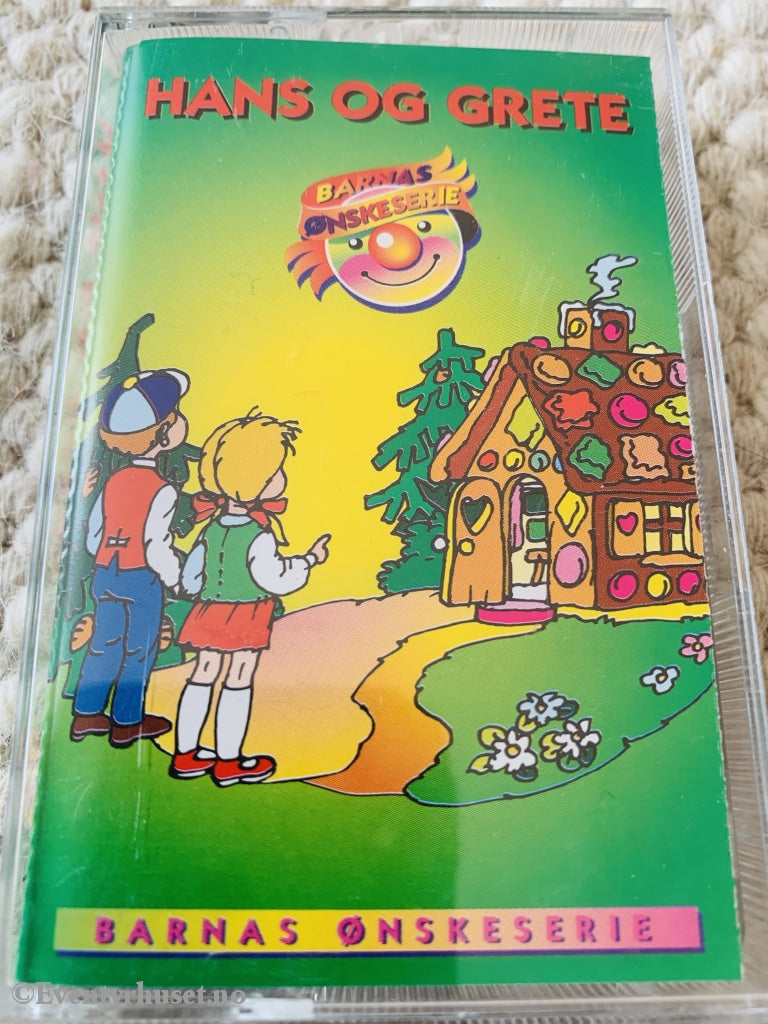 HANS OG GRETE
BARNAS
ØNSKESERIE
BARNAS ØNSKESERIE
©Eventyrhuset.no